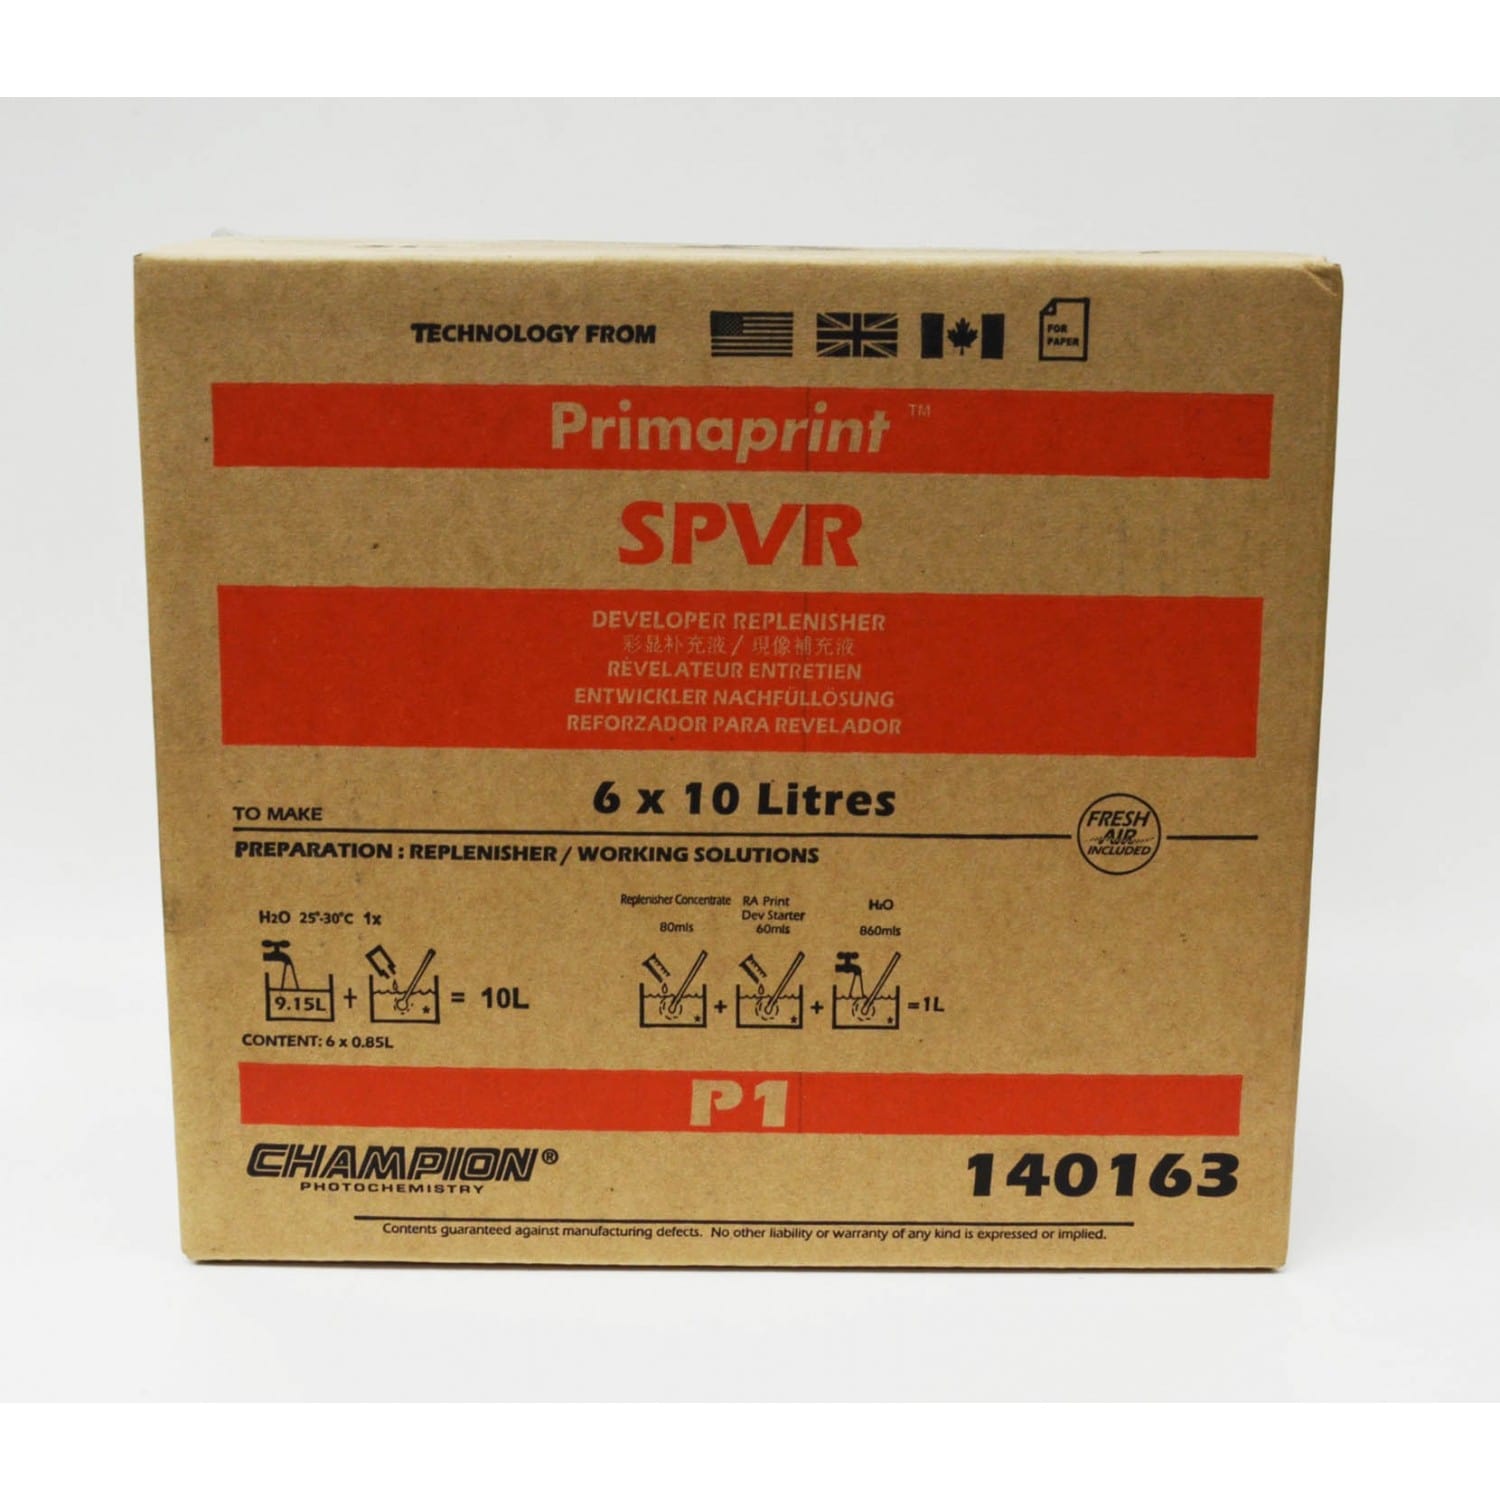 TECHNOLOGY FROM
FOR
PAPER
Primaprint™
SPVR
DEVELOPER REPLENISHER
彩显补充液 / 現像補充液
RÉVÉLATEUR ENTRETIEN
ENTWICKLER NACHFÜLLÖSUNG
REFORZADOR PARA REVELADOR
TO MAKE
6 x 10 Litres
FRESH
AIR
INCLUDED
PREPARATION : REPLENISHER / WORKING SOLUTIONS
H2O 25°-30°C 1x
9.15L + = 10L
CONTENT: 6 x 0.85L
Replenisher Concentrate
80mls
RA Print
Dev Starter
60mls
H2O
860mls
+ + =1L
P1
CHAMPION®
PHOTOCHEMISTRY
140163
Contents guaranteed against manufacturing defects. No other liability or warranty of any kind is expressed or implied.